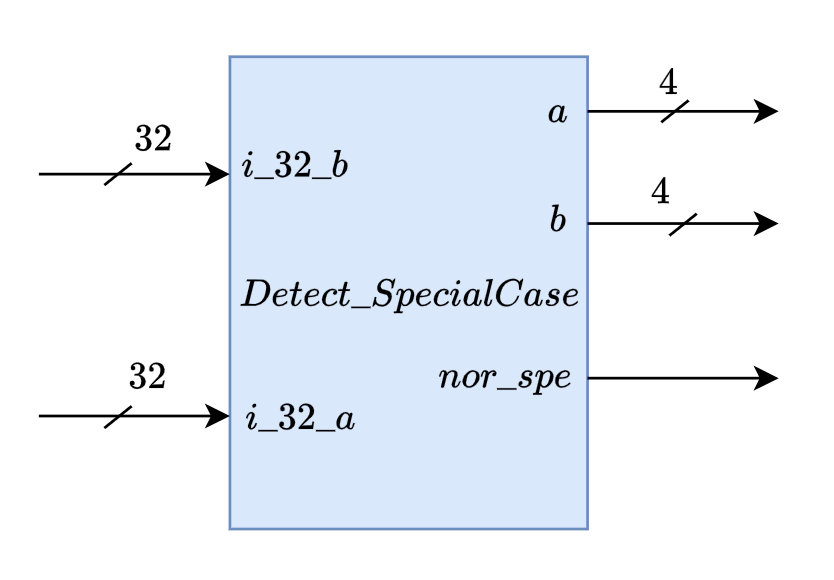 4
a
32
i_32_b
4
b
Detect_SpecialCase
32
nor_spe
i_32_a